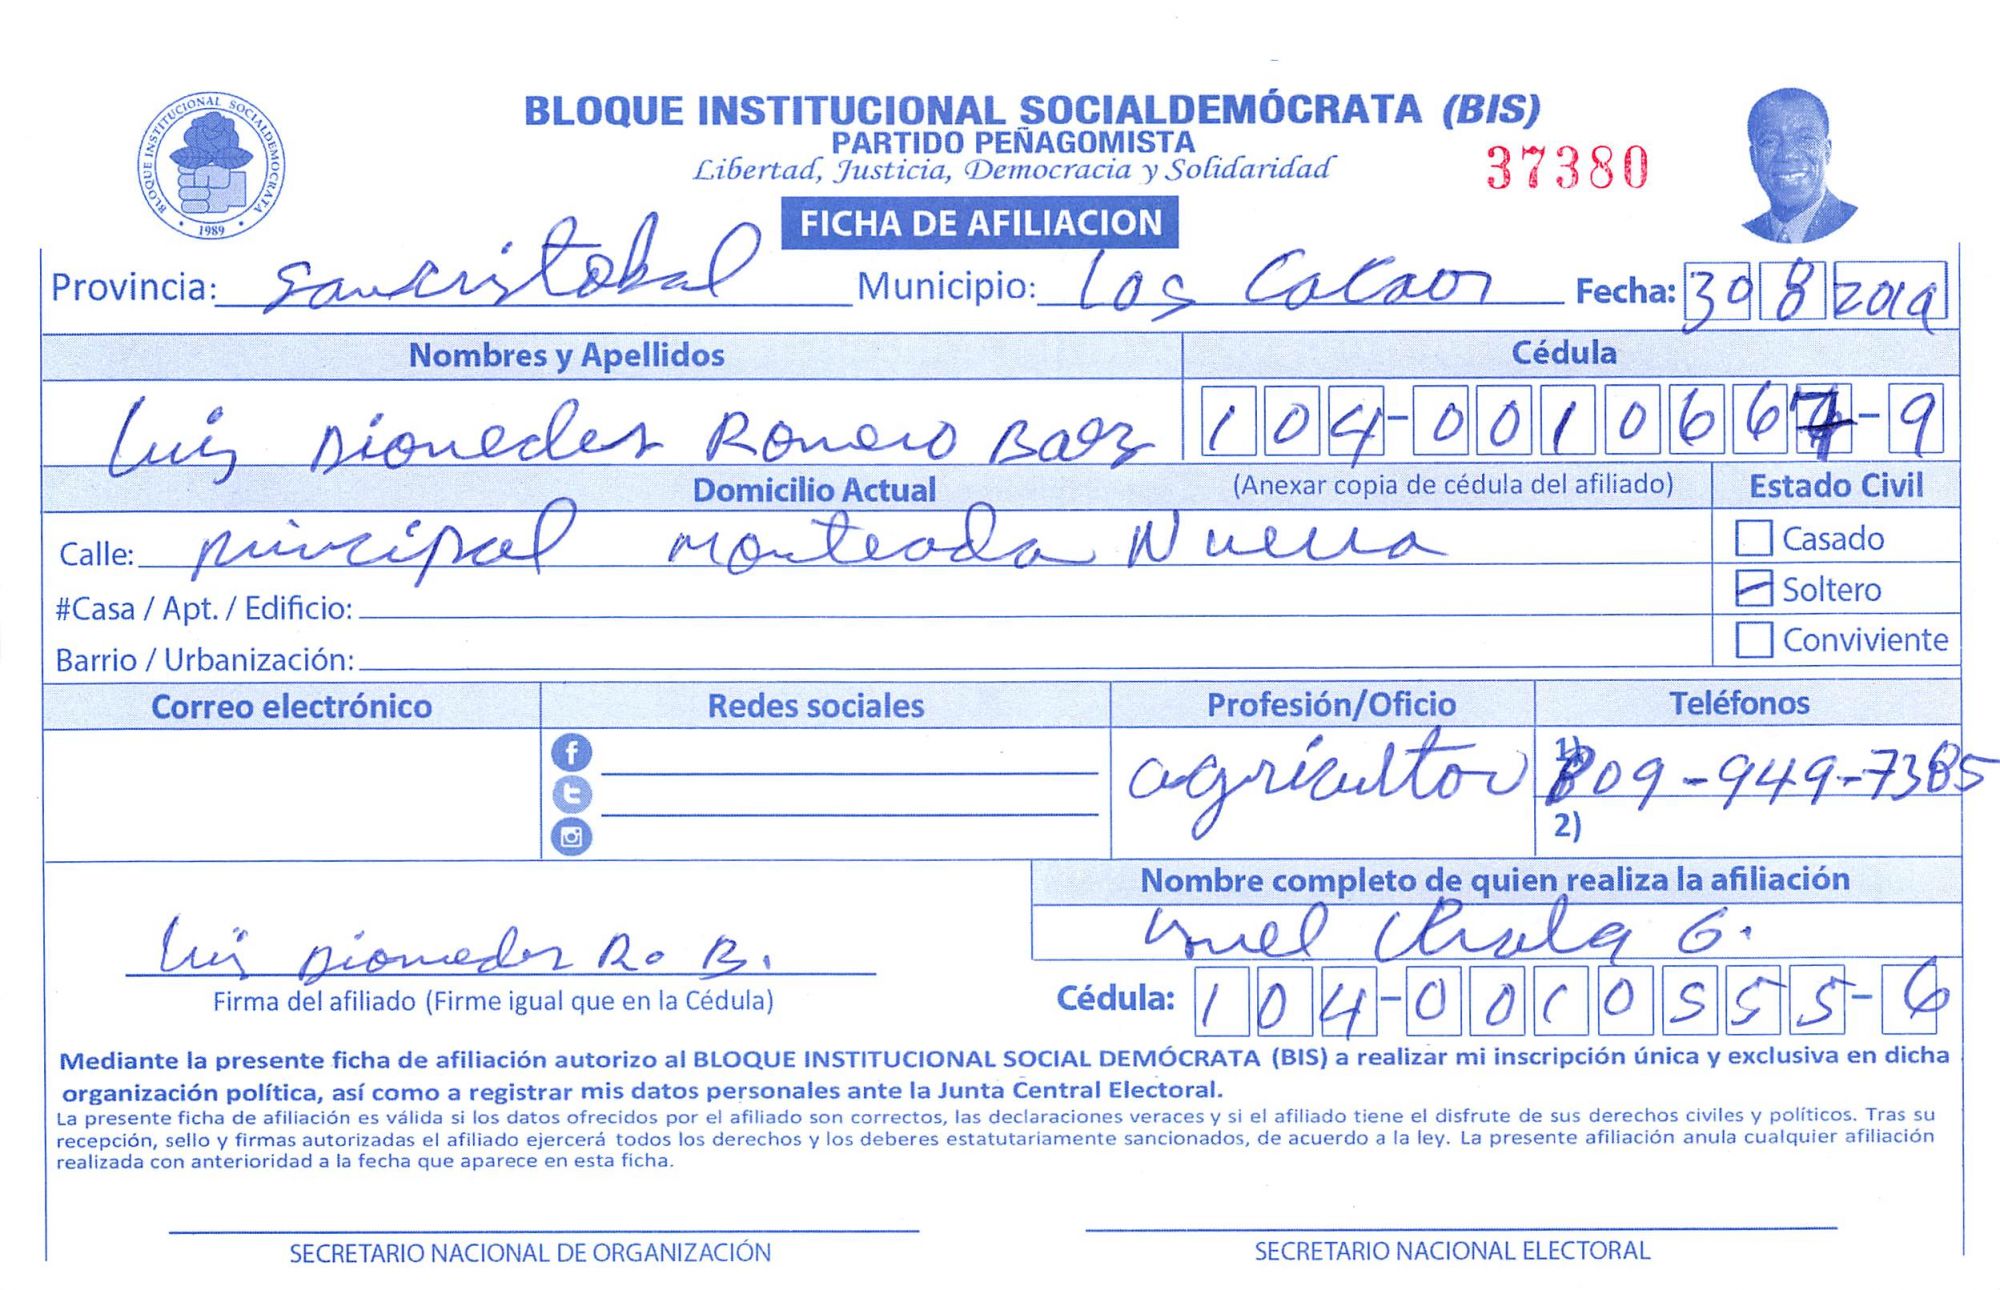 BLOQUE INSTITUCIONAL SOCIALDEMÓCRATA (BIS)
BLOQUE INSTITUCIONAL SOCIALDEMOCRATA
1989
PARTIDO PEÑAGOMISTA
Libertad, Justicia, Democracia y Solidaridad
37380
FICHA DE AFILIACION
Provincia: San Cristobal Municipio: Los Cacaos Fecha: 30 8 2019
Nombres y Apellidos Cédula
Luis Diomedes Romero Baez 104-0010667-9
Domicilio Actual (Anexar copia de cédula del afiliado) Estado Civil
Calle: principal Monteada Nueva Casado
#Casa / Apt. / Edificio: Soltero
Barrio / Urbanización: Conviviente
Correo electrónico Redes sociales Profesión/Oficio Teléfonos
agricultor 1) 809-949-7385
2)
Nombre completo de quien realiza la afiliación
Chala G.
Luis Diomedes R. B.
Firma del afiliado (Firme igual que en la Cédula) Cédula: 104-0010555-6
Mediante la presente ficha de afiliación autorizo al BLOQUE INSTITUCIONAL SOCIAL DEMÓCRATA (BIS) a realizar mi inscripción única y exclusiva en dicha
organización política, así como a registrar mis datos personales ante la Junta Central Electoral.
La presente ficha de afiliación es válida si los datos ofrecidos por el afiliado son correctos, las declaraciones veraces y si el afiliado tiene el disfrute de sus derechos civiles y políticos. Tras su
recepción, sello y firmas autorizadas el afiliado ejercerá todos los derechos y los deberes estatutariamente sancionados, de acuerdo a la ley. La presente afiliación anula cualquier afiliación
realizada con anterioridad a la fecha que aparece en esta ficha.
SECRETARIO NACIONAL DE ORGANIZACIÓN SECRETARIO NACIONAL ELECTORAL